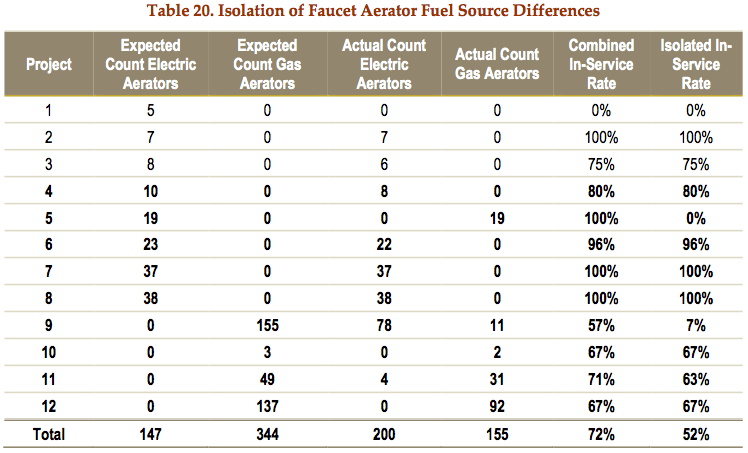 Table 20. Isolation of Faucet Aerator Fuel Source Differences
Project | Expected Count Electric Aerators | Expected Count Gas Aerators | Actual Count Electric Aerators | Actual Count Gas Aerators | Combined In-Service Rate | Isolated In-Service Rate
1 | 5 | 0 | 0 | 0 | 0% | 0%
2 | 7 | 0 | 7 | 0 | 100% | 100%
3 | 8 | 0 | 6 | 0 | 75% | 75%
4 | 10 | 0 | 8 | 0 | 80% | 80%
5 | 19 | 0 | 0 | 19 | 100% | 0%
6 | 23 | 0 | 22 | 0 | 96% | 96%
7 | 37 | 0 | 37 | 0 | 100% | 100%
8 | 38 | 0 | 38 | 0 | 100% | 100%
9 | 0 | 155 | 78 | 11 | 57% | 7%
10 | 0 | 3 | 0 | 2 | 67% | 67%
11 | 0 | 49 | 4 | 31 | 71% | 63%
12 | 0 | 137 | 0 | 92 | 67% | 67%
Total | 147 | 344 | 200 | 155 | 72% | 52%